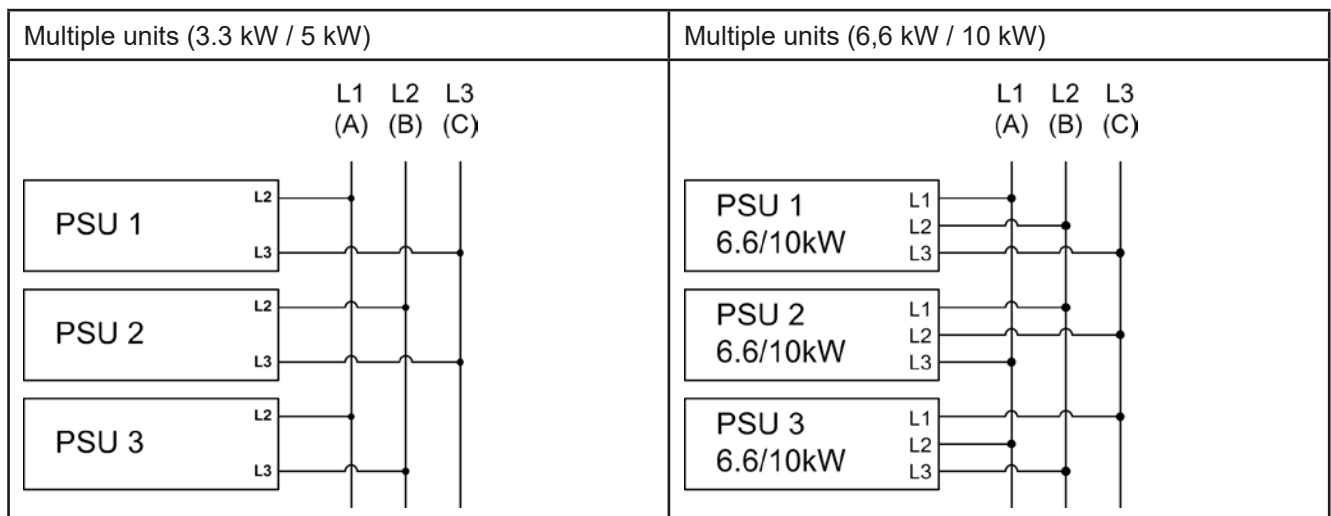 Multiple units (3.3 kW / 5 kW)
L1 L2 L3
(A) (B) (C)
L2
PSU 1
L3
L2
PSU 2
L3
L2
PSU 3
L3
Multiple units (6,6 kW / 10 kW)
L1 L2 L3
(A) (B) (C)
PSU 1
6.6/10kW
L1
L2
L3
PSU 2
6.6/10kW
L1
L2
L3
PSU 3
6.6/10kW
L1
L2
L3